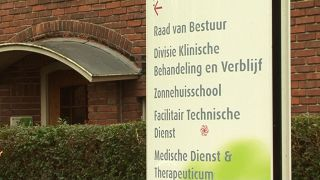 Raad van Bestuur
Divisie Klinische
Behandeling en Verblijf
Zonnehuisschool
Facilitair Technische
Dienst
Medische Dienst &
Therapeuticum